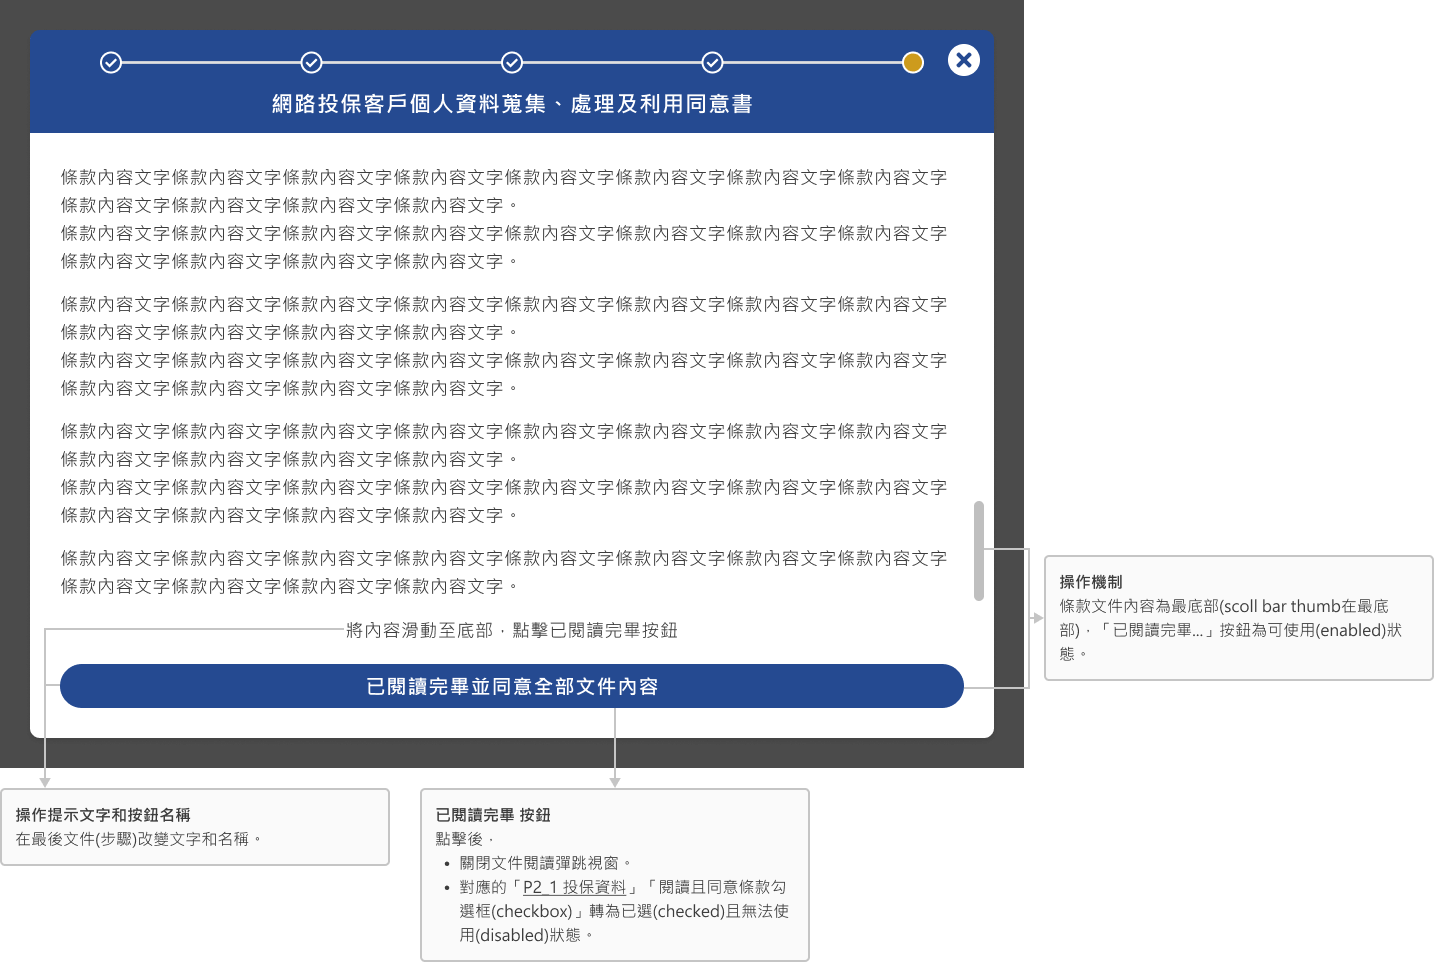 網路投保客戶個人資料蒐集、處理及利用同意書
條款內容文字條款內容文字條款內容文字條款內容文字條款內容文字條款內容文字條款內容文字條款內容文字
條款內容文字條款內容文字條款內容文字條款內容文字。
條款內容文字條款內容文字條款內容文字條款內容文字條款內容文字條款內容文字條款內容文字條款內容文字
條款內容文字條款內容文字條款內容文字條款內容文字。
條款內容文字條款內容文字條款內容文字條款內容文字條款內容文字條款內容文字條款內容文字條款內容文字
條款內容文字條款內容文字條款內容文字條款內容文字。
條款內容文字條款內容文字條款內容文字條款內容文字條款內容文字條款內容文字條款內容文字條款內容文字
條款內容文字條款內容文字條款內容文字條款內容文字。
條款內容文字條款內容文字條款內容文字條款內容文字條款內容文字條款內容文字條款內容文字條款內容文字
條款內容文字條款內容文字條款內容文字條款內容文字。
條款內容文字條款內容文字條款內容文字條款內容文字條款內容文字條款內容文字條款內容文字條款內容文字
條款內容文字條款內容文字條款內容文字條款內容文字。
條款內容文字條款內容文字條款內容文字條款內容文字條款內容文字條款內容文字條款內容文字條款內容文字
條款內容文字條款內容文字條款內容文字條款內容文字。
將內容滑動至底部，點擊已閱讀完畢按鈕
已閱讀完畢並同意全部文件內容
操作機制
條款文件內容為最底部(scoll bar thumb在最底
部)，「已閱讀完畢...」按鈕為可使用(enabled)狀
態。
操作提示文字和按鈕名稱
在最後文件(步驟)改變文字和名稱。
已閱讀完畢 按鈕
點擊後，
• 關閉文件閱讀彈跳視窗。
• 對應的「P2_1 投保資料」「閱讀且同意條款勾
選框(checkbox)」轉為已選(checked)且無法使
用(disabled)狀態。